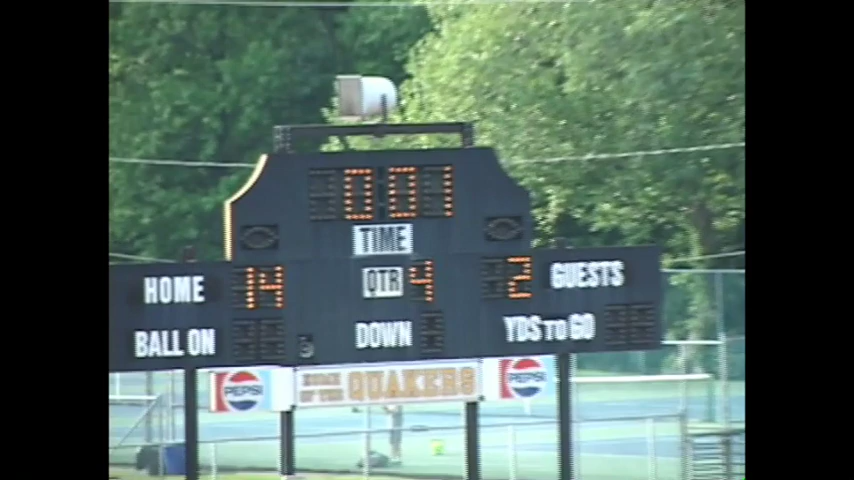 0:01
TIME
HOME 14 QTR 4 2 GUESTS
BALL ON DOWN YDS TO GO
PEPSI HOME OF THE QUAKERS PEPSI